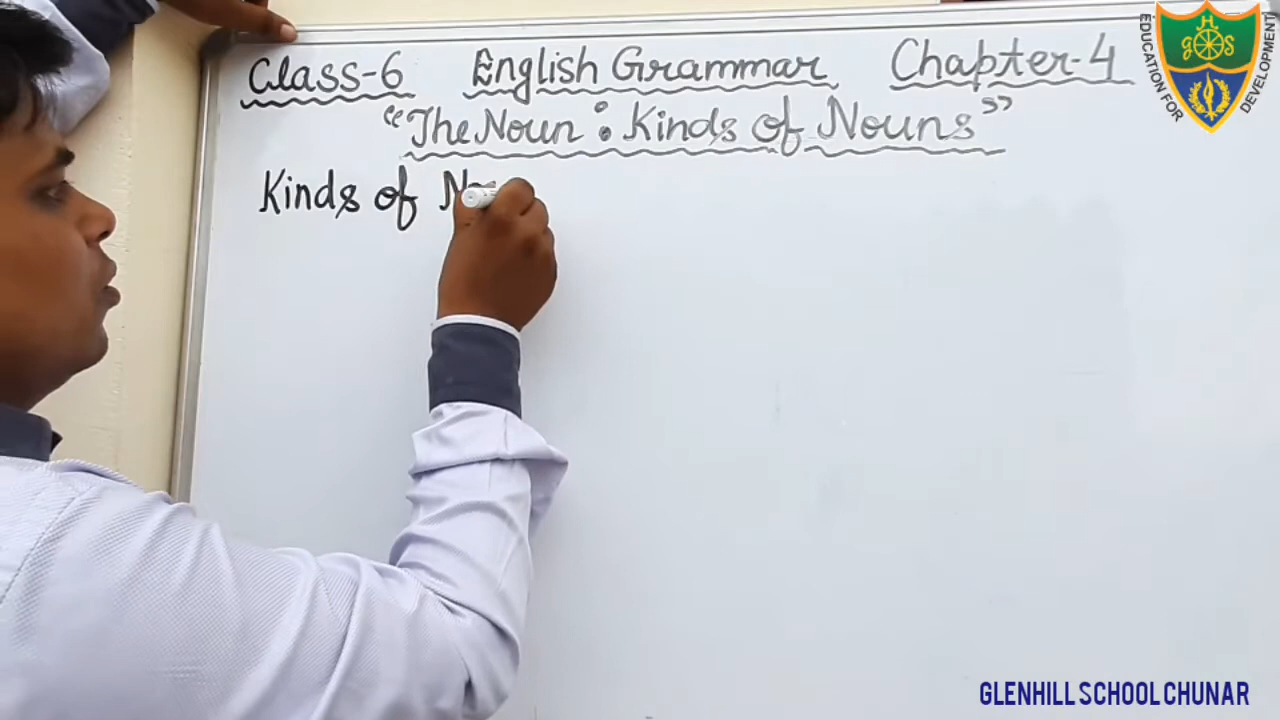 Class-6 English Grammar Chapter-4
"The Noun : Kinds of Nouns"
Kinds of
EDUCATION FOR DEVELOPMENT
G H S
GLENHILL SCHOOL CHUNAR